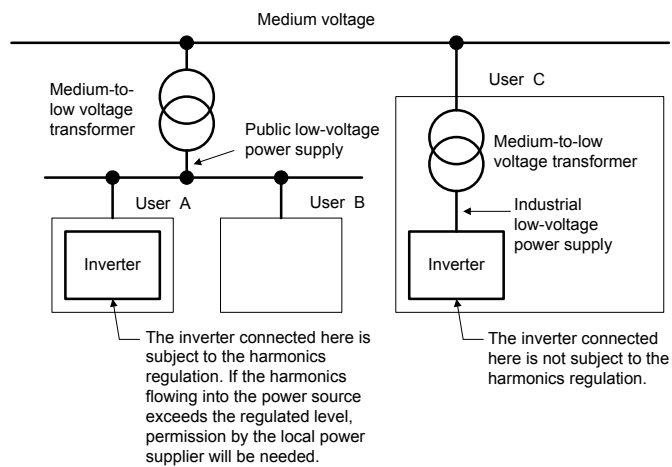 Medium voltage
Medium-to-
low voltage
transformer
Public low-voltage
power supply
User A
User B
Inverter
The inverter connected here is
subject to the harmonics
regulation. If the harmonics
flowing into the power source
exceeds the regulated level,
permission by the local power
supplier will be needed.
User C
Medium-to-low
voltage transformer
Industrial
low-voltage
power supply
Inverter
The inverter connected
here is not subject to the
harmonics regulation.